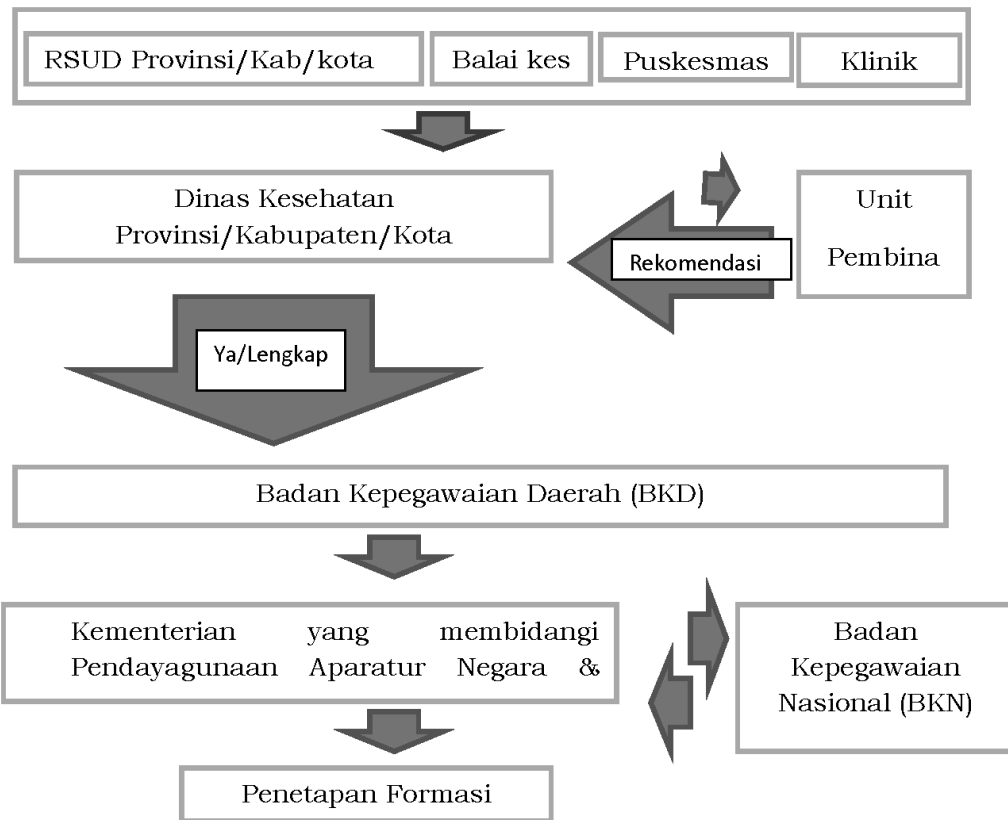 RSUD Provinsi/Kab/kota
Balai kes
Puskesmas
Klinik
Dinas Kesehatan
Provinsi/Kabupaten/Kota
Unit
Pembina
Rekomendasi
Ya/Lengkap
Badan Kepegawaian Daerah (BKD)
Kementerian yang membidangi
Pendayagunaan Aparatur Negara &
Badan
Kepegawaian
Nasional (BKN)
Penetapan Formasi